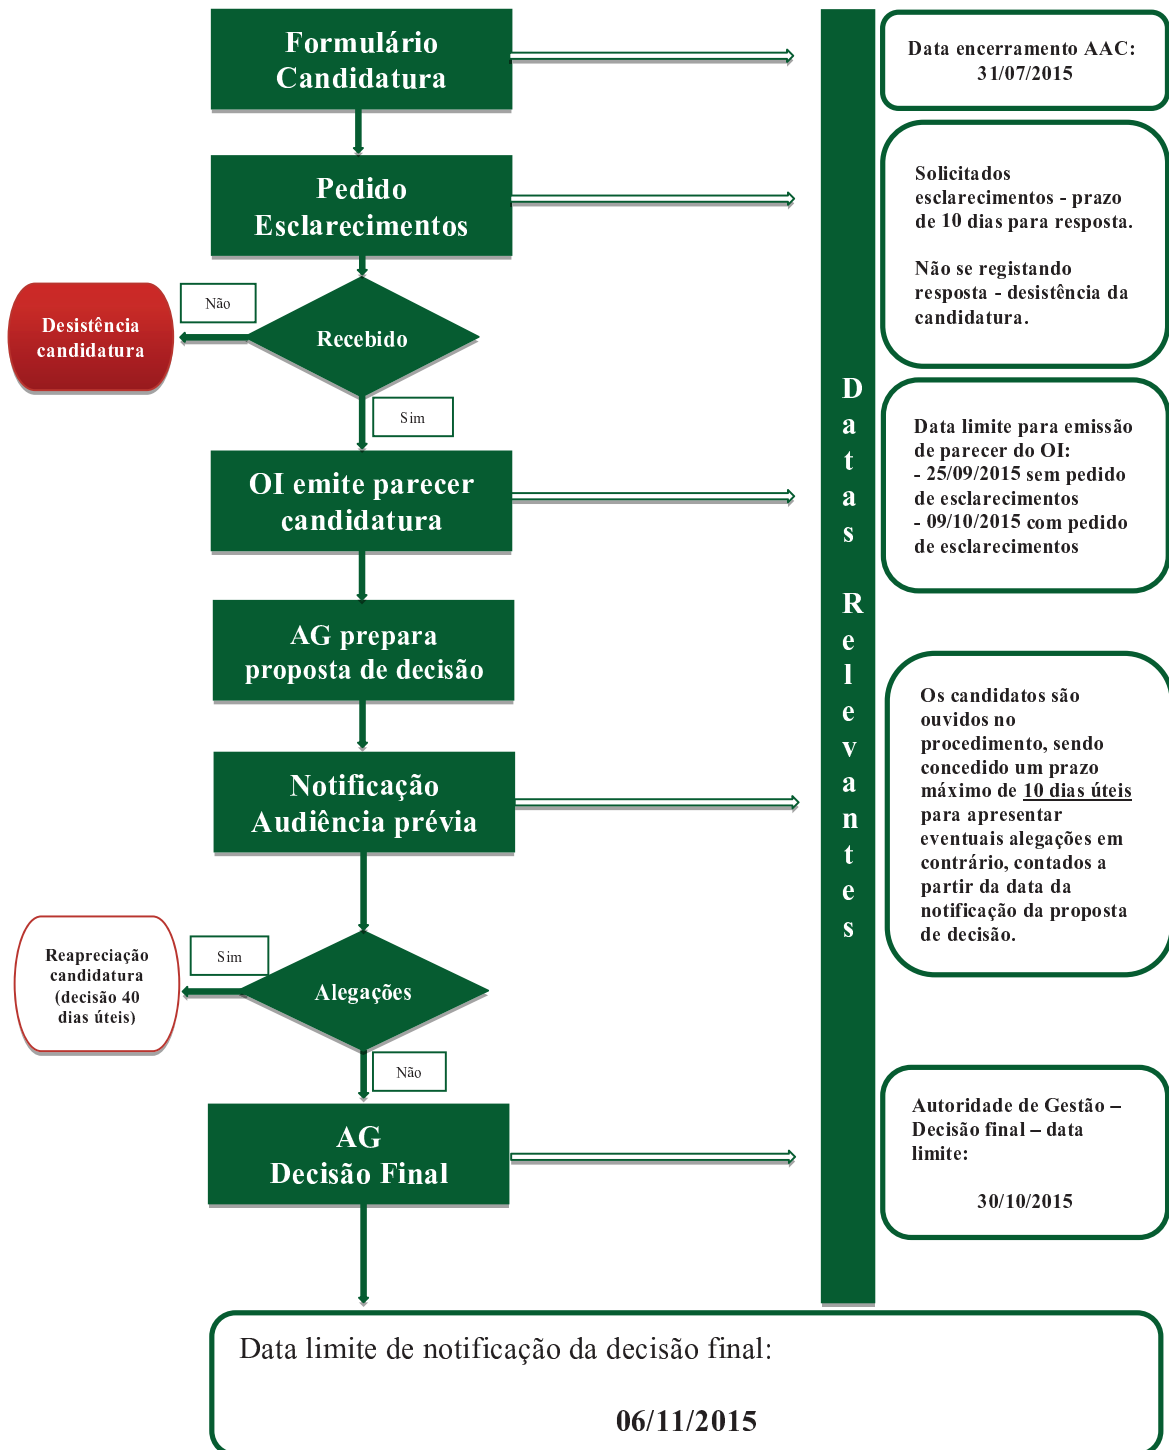 Formulário
Candidatura
Data encerramento AAC:
31/07/2015
Pedido
Esclarecimentos
Solicitados
esclarecimentos - prazo
de 10 dias para resposta.
Não se registando
resposta - desistência da
candidatura.
Não
Desistência
candidatura
Recebido
Sim
Datas Relevantes
OI emite parecer
candidatura
Data limite para emissão
de parecer do OI:
- 25/09/2015 sem pedido
de esclarecimentos
- 09/10/2015 com pedido
de esclarecimentos
AG prepara
proposta de decisão
Notificação
Audiência prévia
Os candidatos são
ouvidos no
procedimento, sendo
concedido um prazo
máximo de 10 dias úteis
para apresentar
eventuais alegações em
contrário, contados a
partir da data da
notificação da proposta
de decisão.
Sim
Reapreciação
candidatura
(decisão 40
dias úteis)
Alegações
Não
AG
Decisão Final
Autoridade de Gestão –
Decisão final – data
limite:
30/10/2015
Data limite de notificação da decisão final:
06/11/2015